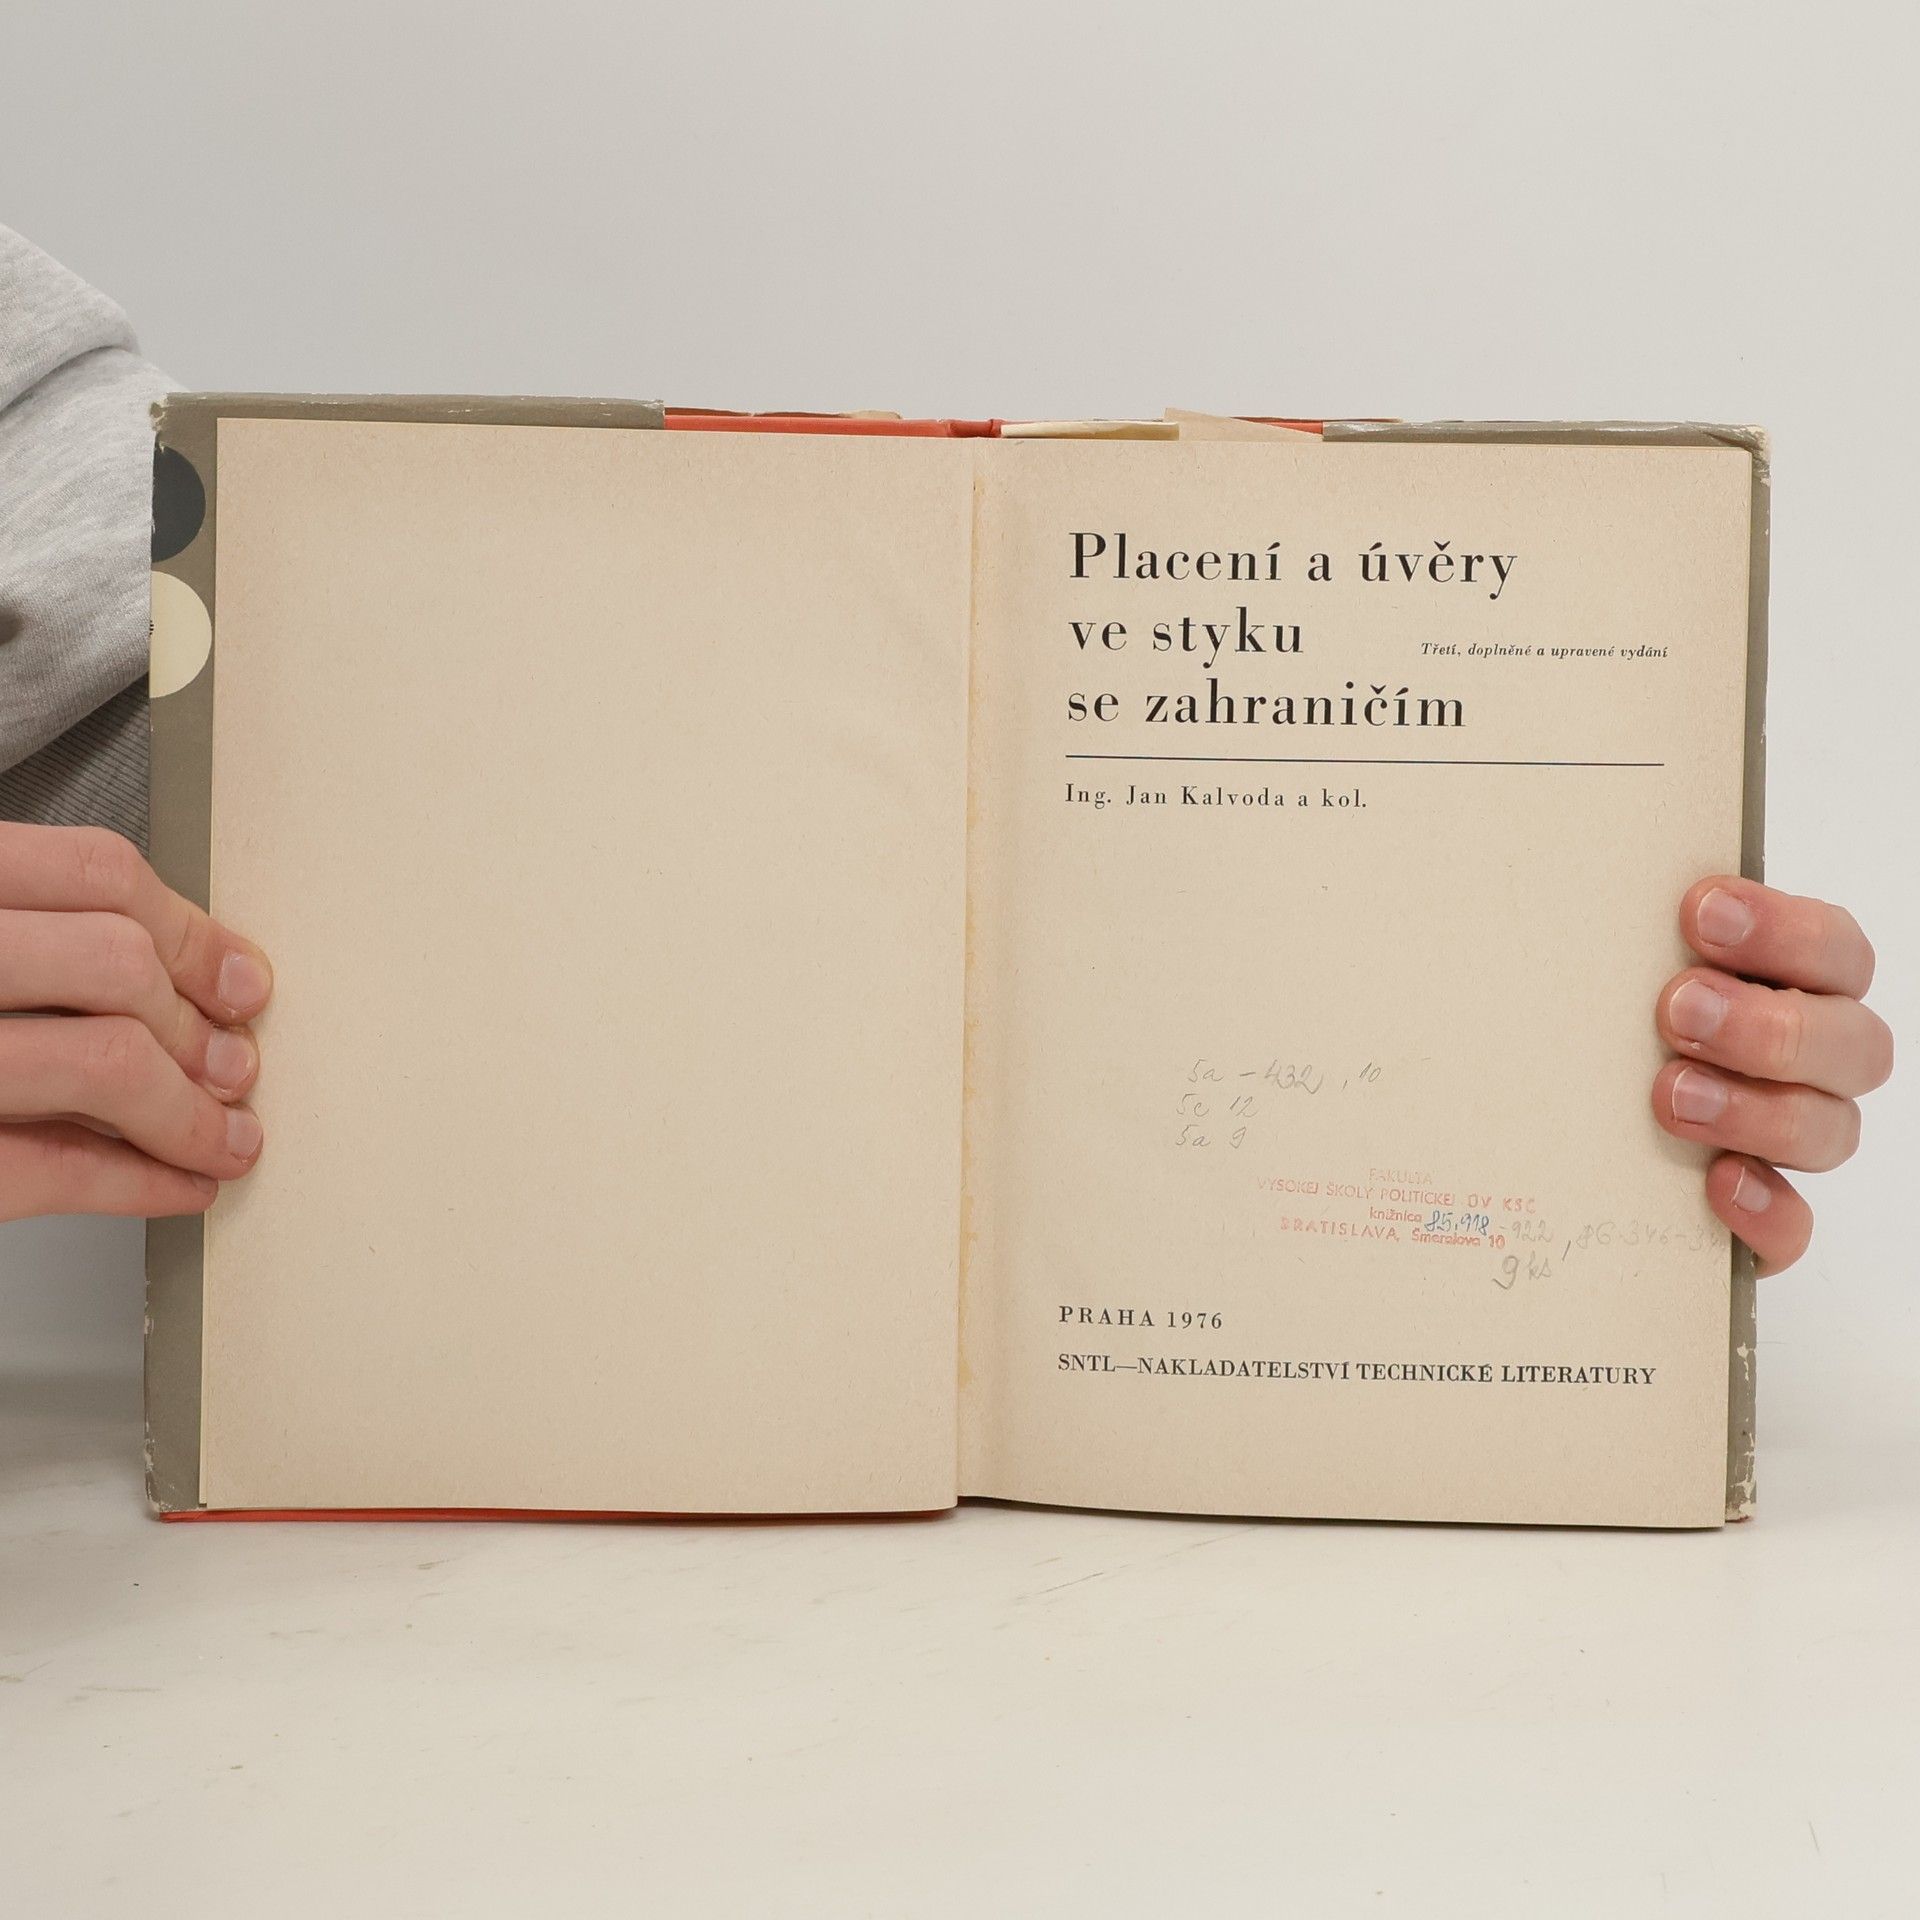 Placení a úvěry
ve styku
Třetí, doplněné a upravené vydání
se zahraničím
Ing. Jan Kalvoda a kol.
5a - 432, 10
5c 12
5a 9
FAKULTA
VYSOKEJ ŠKOLY POLITICKEJ ÚV KSČ
knižnica 85.918 - 922, 86.346-
BRATISLAVA, Šmeralova 10
9 ks
PRAHA 1976
SNTL—NAKLADATELSTVÍ TECHNICKÉ LITERATURY